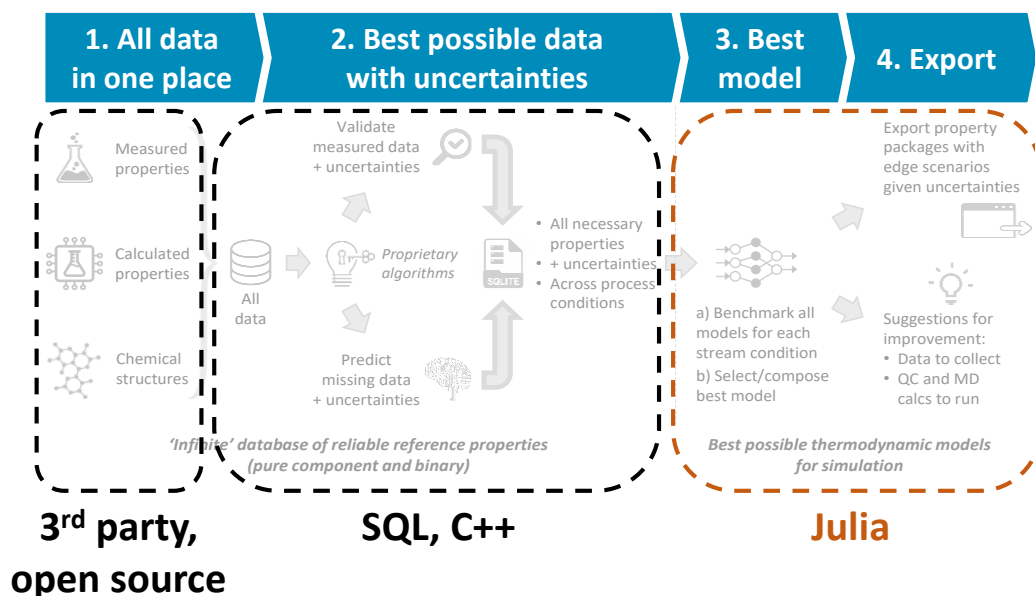 1. All data
in one place
2. Best possible data
with uncertainties
3. Best
model
4. Export
Measured
properties
Calculated
properties
Chemical
structures
All
data
Validate
measured data
+ uncertainties
Proprietary
algorithms
Predict
missing data
+ uncertainties
SQLITE
• All necessary
properties
• + uncertainties
• Across process
conditions
'Infinite' database of reliable reference properties
(pure component and binary)
a) Benchmark all
models for each
stream condition
b) Select/compose
best model
Export property
packages with
edge scenarios
given uncertainties
Suggestions for
improvement:
• Data to collect
• QC and MD
calcs to run
Best possible thermodynamic models
for simulation
3rd party,
open source
SQL, C++
Julia